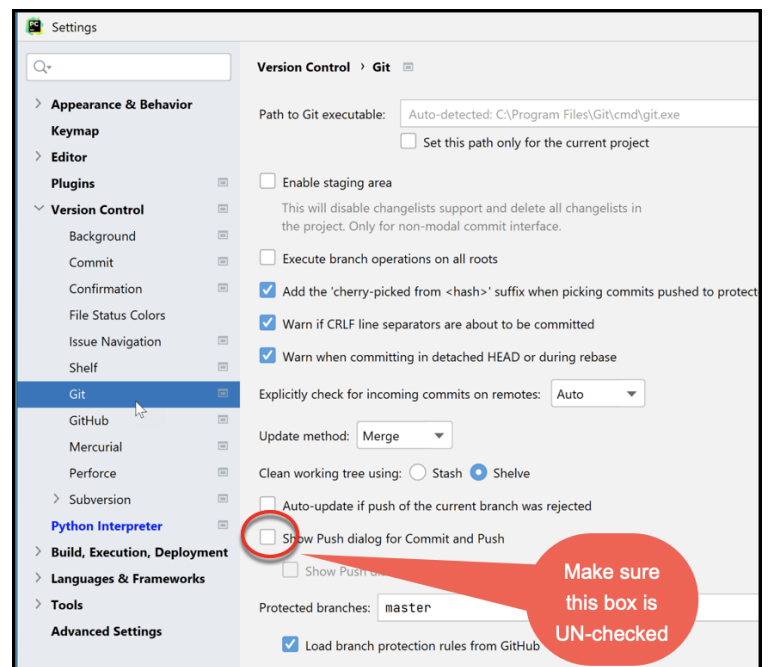 PC
Settings
Appearance & Behavior
Keymap
Editor
Plugins
Version Control
Background
Commit
Confirmation
File Status Colors
Issue Navigation
Shelf
Git
GitHub
Mercurial
Perforce
Subversion
Python Interpreter
Build, Execution, Deployment
Languages & Frameworks
Tools
Advanced Settings
Version Control › Git
Path to Git executable: Auto-detected: C:\Program Files\Git\cmd\git.exe
Set this path only for the current project
Enable staging area
This will disable changelists support and delete all changelists in
the project. Only for non-modal commit interface.
Execute branch operations on all roots
Add the 'cherry-picked from <hash>' suffix when picking commits pushed to protect
Warn if CRLF line separators are about to be committed
Warn when committing in detached HEAD or during rebase
Explicitly check for incoming commits on remotes: Auto
Update method: Merge
Clean working tree using: Stash Shelve
Auto-update if push of the current branch was rejected
Show Push dialog for Commit and Push
Show Push
Protected branches: master
Load branch protection rules from GitHub
Make sure
this box is
UN-checked